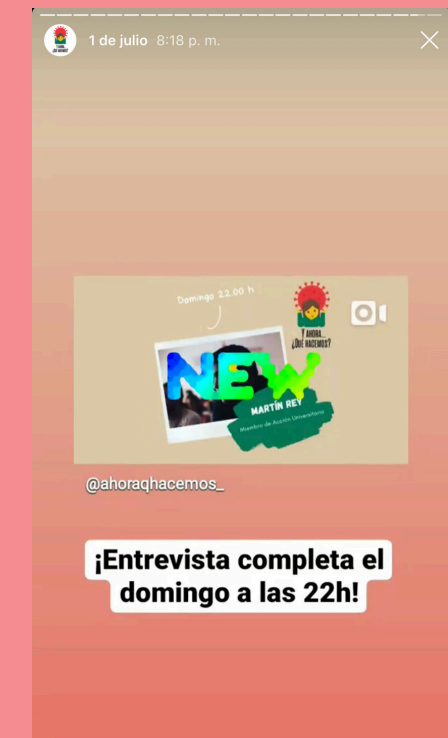 1 de julio 8:18 p. m.
Domingo 22.00 h
Y AHORA...
¿QUÉ HACEMOS?
NEW
MARTÍN REY
Miembro de Acción Universitaria
@ahoraqhacemos_
¡Entrevista completa el
domingo a las 22h!